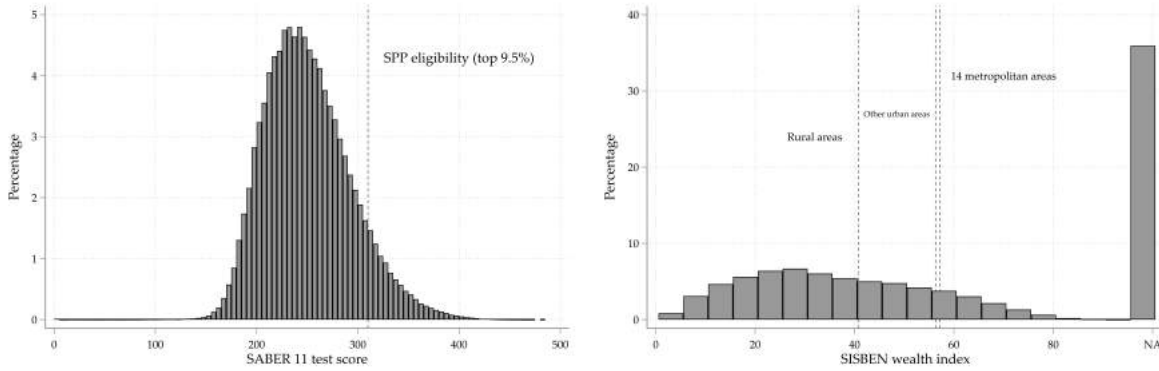 5
4
3
2
1
0
Percentage
SPP eligibility (top 9.5%)
0
100
200
300
400
500
SABER 11 test score
40
30
20
10
0
Percentage
14 metropolitan areas
Other urban areas
Rural areas
0
20
40
60
80
NA
SISBEN wealth index